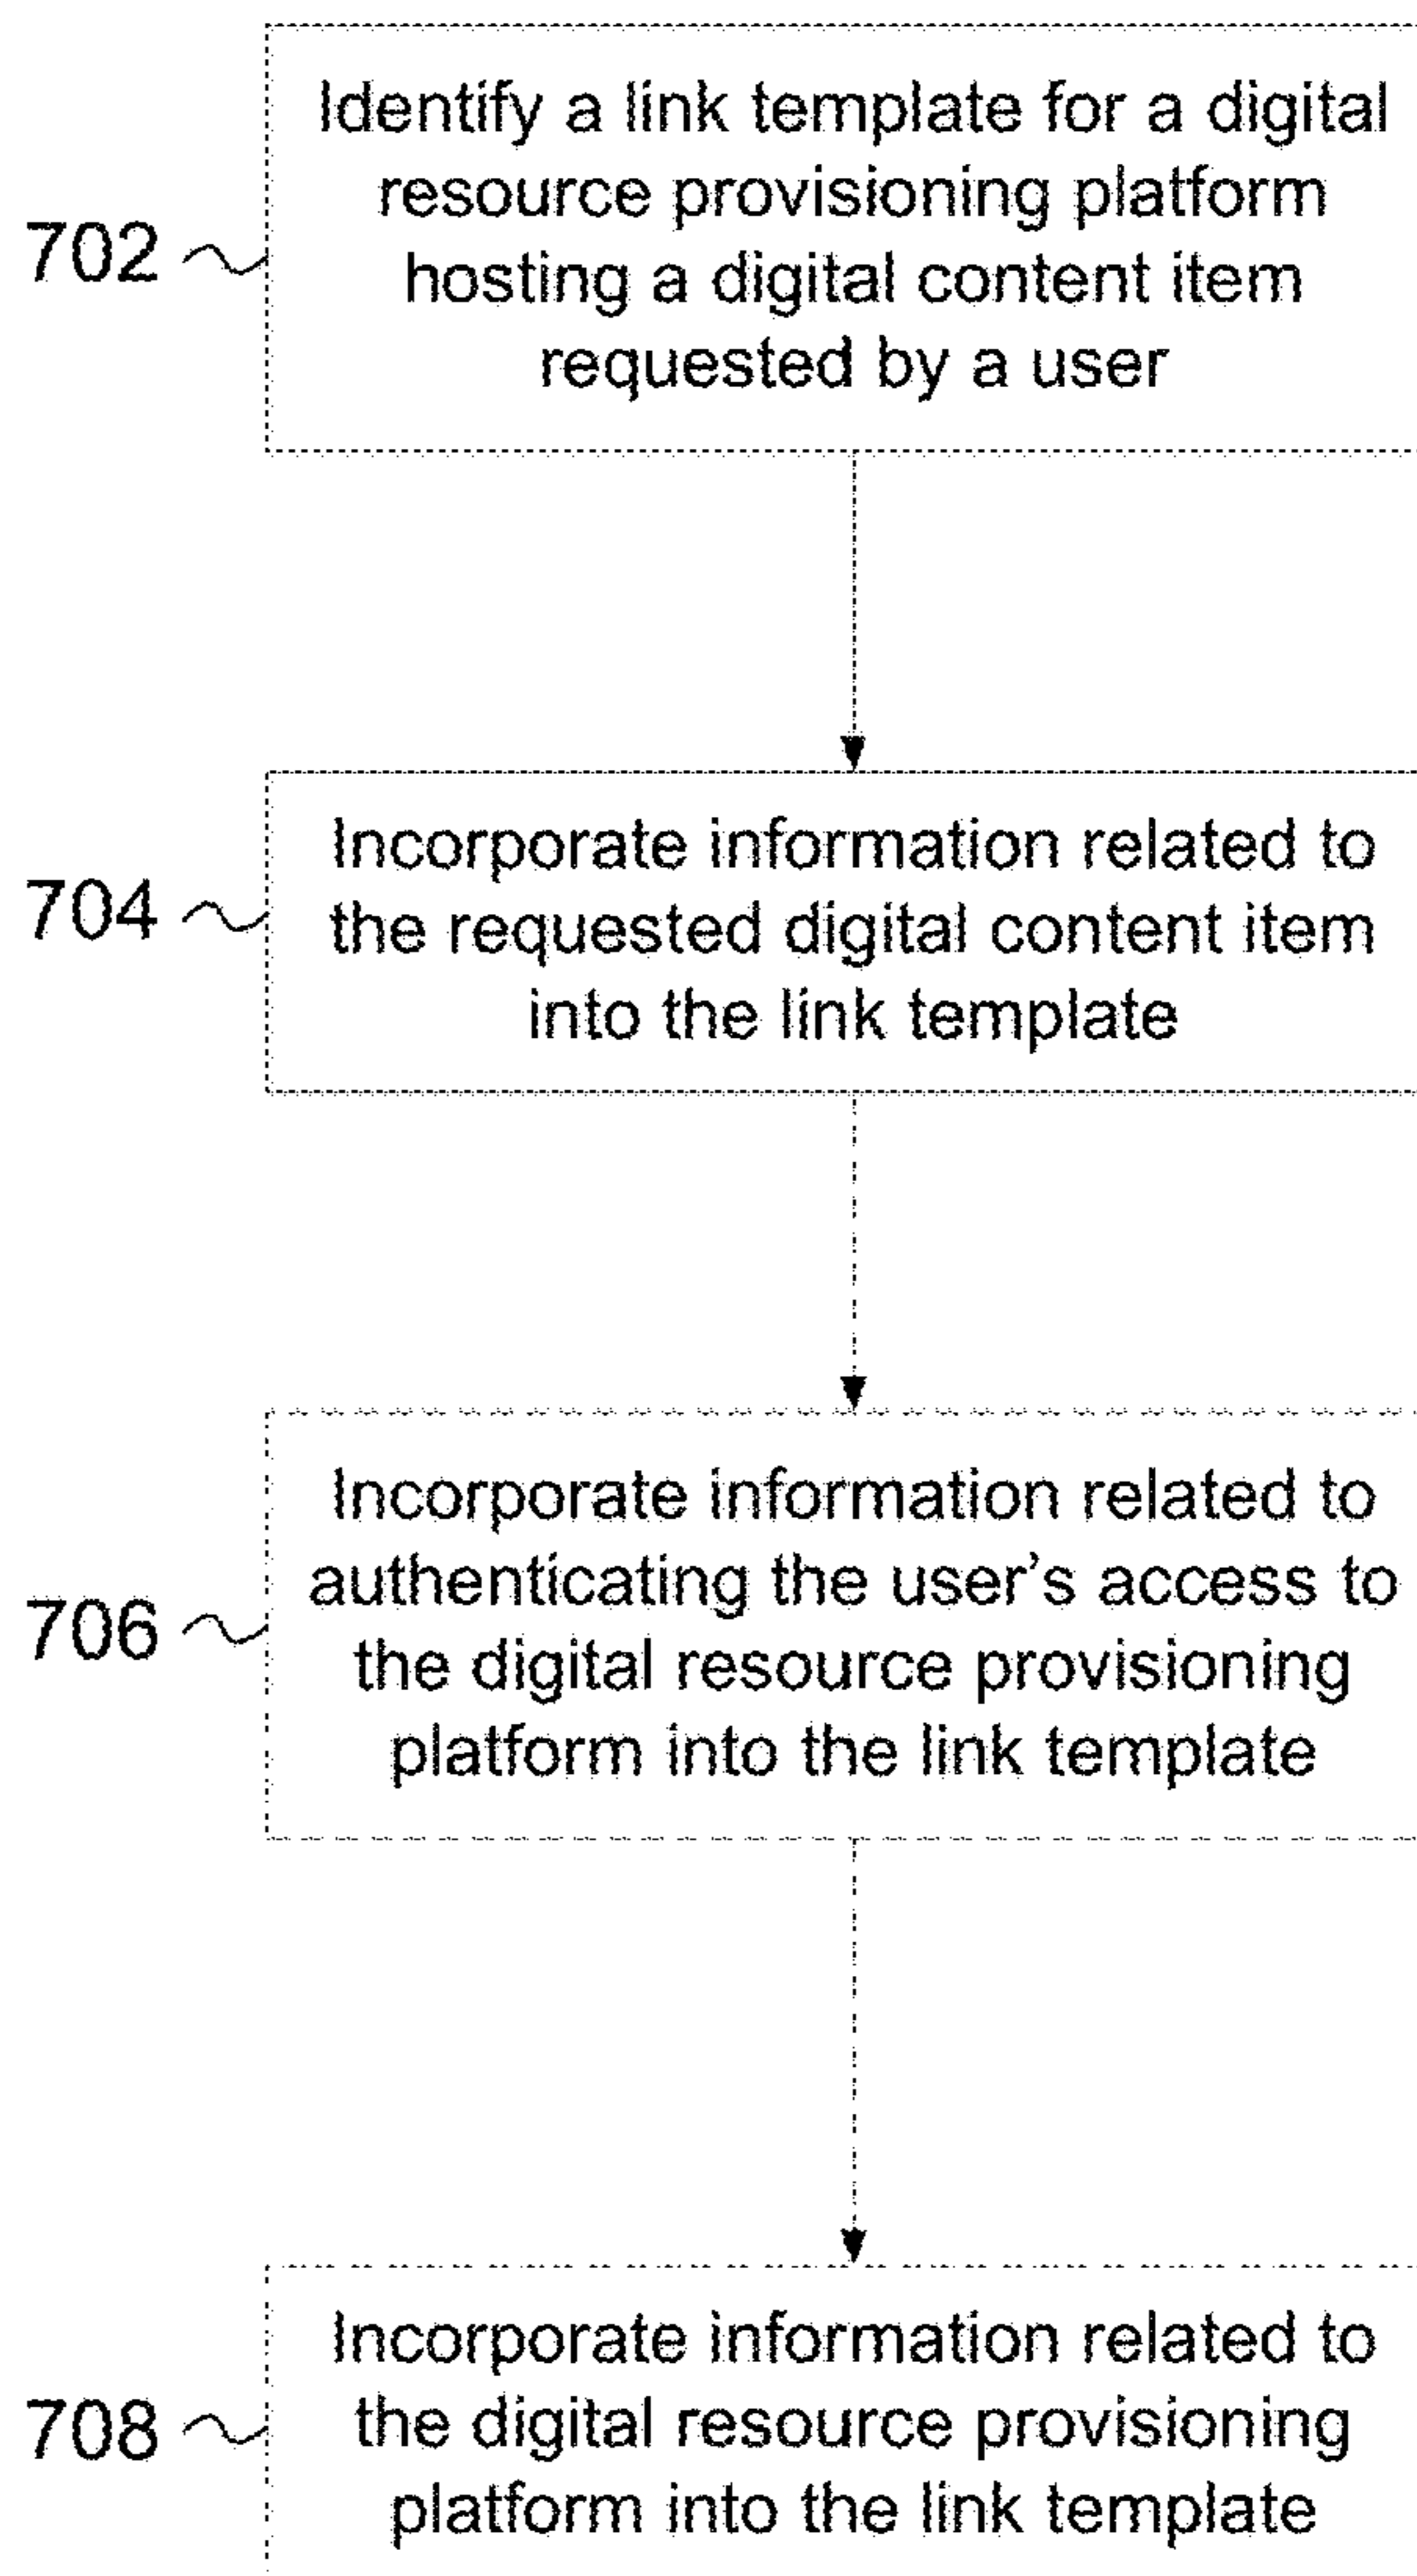 Identify a link template for a digital
resource provisioning platform
702
hosting a digital content item
requested by a user
Incorporate information related to
704
the requested digital content item
into the link template
Incorporate information related to
authenticating the user's access to
706
the digital resource provisioning
platform into the link template
Incorporate information related to
708
the digital resource provisioning
platform into the link template